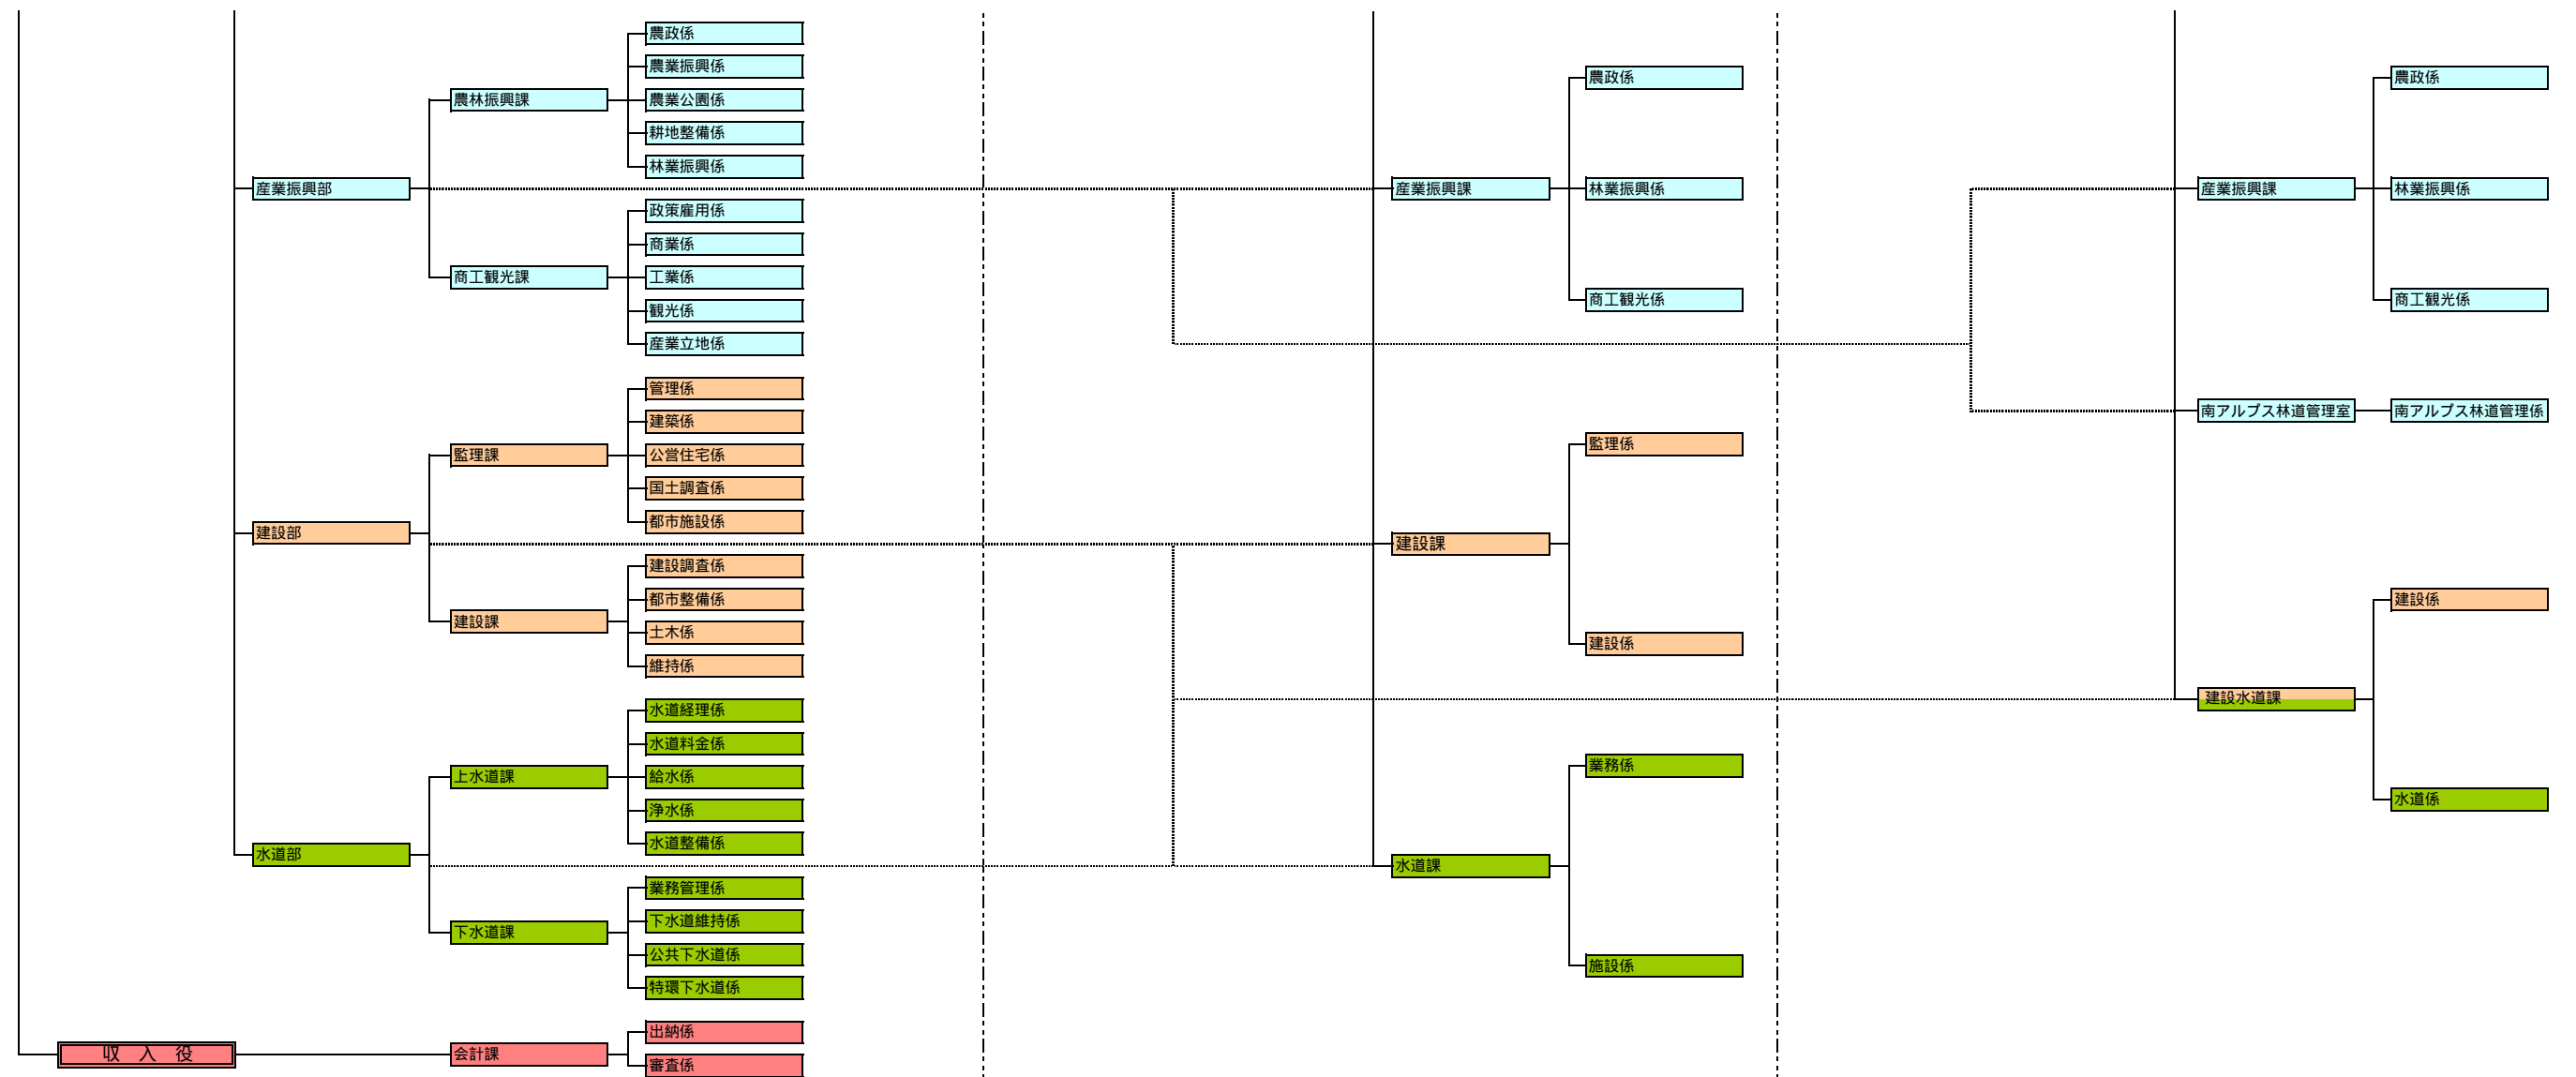 農政係
農業振興係
農林振興課
農業公園係
耕地整備係
林業振興係
産業振興部
政策雇用係
商業係
商工観光課
工業係
観光係
産業立地係
管理係
建築係
監理課
公営住宅係
国土調査係
都市施設係
建設部
建設調査係
都市整備係
建設課
土木係
維持係
水道経理係
水道料金係
上水道課
給水係
浄水係
水道整備係
水道部
業務管理係
下水道維持係
下水道課
公共下水道係
特環下水道係
出納係
収 入 役
会計課
審査係
農政係
産業振興課
林業振興係
商工観光係
監理係
建設課
建設係
業務係
水道課
施設係
農政係
産業振興課
林業振興係
商工観光係
南アルプス林道管理室
南アルプス林道管理係
建設係
建設水道課
水道係